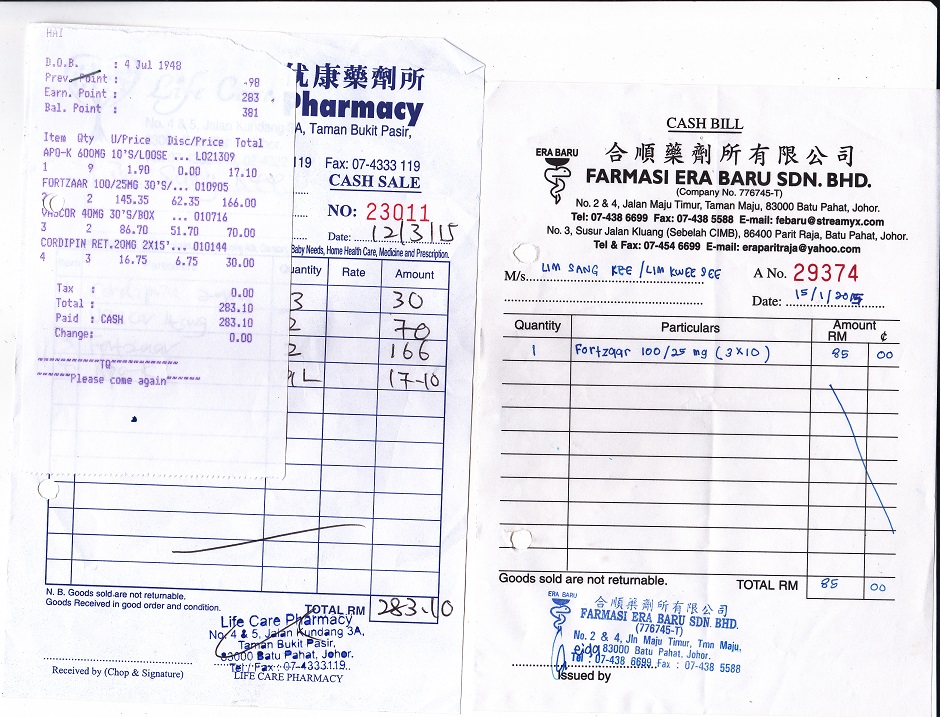 HAI
D.O.B. : 4 Jul 1948
Prev. Point : -98
Earn. Point : 283
Bal. Point : 381
Item Qty U/Price Disc/Price Total
APO-K 600MG 10'S/LOOSE ... L021309
1 9 1.90 0.00 17.10
FORTZAAR 100/25MG 30'S/... 010905
2 145.35 62.35 166.00
VASCOR 40MG 30'S/BOX ... 010716
3 2 86.70 51.70 70.00
CORDIPIN RET.20MG 2X15'... 010144
4 3 16.75 6.75 30.00
Tax : 0.00
Total : 283.10
Paid : CASH 283.10
Change: 0.00
~~~~~~~~~~~~TQ~~~~~~~~~~~~
~~~~~~Please come again~~~~~~
优康藥劑所
Pharmacy
A, Taman Bukit Pasir,
119 Fax: 07-4333 119
CASH SALE
NO: 23011
Date: 12/3/15
Baby Needs, Home Health Care, Medicine and Prescription.
uantity Rate Amount
3 30
2 70
2 166
9L 17-10
N. B. Goods sold are not returnable.
Goods Received in good order and condition.
TOTAL RM 283.10
Life Care Pharmacy
No. 4 & 5, Jalan Kundang 3A,
Taman Bukit Pasir,
83000 Batu Pahat, Johor.
Tel / Fax: 07-4333119
Received by (Chop & Signature)
LIFE CARE PHARMACY
CASH BILL
ERA BARU
合順藥劑所有限公司
FARMASI ERA BARU SDN. BHD.
(Company No. 776745-T)
No. 2 & 4, Jalan Maju Timur, Taman Maju, 83000 Batu Pahat, Johor.
Tel: 07-438 6699 Fax: 07-438 5588 E-mail: febaru@streamyx.com
No. 3, Susur Jalan Kluang (Sebelah CIMB), 86400 Parit Raja, Batu Pahat, Johor.
Tel & Fax: 07-454 6699 E-mail: eraparitraja@yahoo.com
M/s. LIM SANG KEE / LIM KWEE SEE
A No. 29374
Date: 15/1/2015
Quantity Particulars Amount
RM ¢
1 Fortzaar 100/25 mg (3x10) 85 00
Goods sold are not returnable.
TOTAL RM 85 00
ERA BARU
合順藥劑所有限公司
FARMASI ERA BARU SDN. BHD.
(776745-T)
No. 2 & 4, Jln Maju Timur, Tmn Maju,
83000 Batu Pahat, Johor.
Tel : 07-438 6699 Fax : 07-438 5588
Issued by